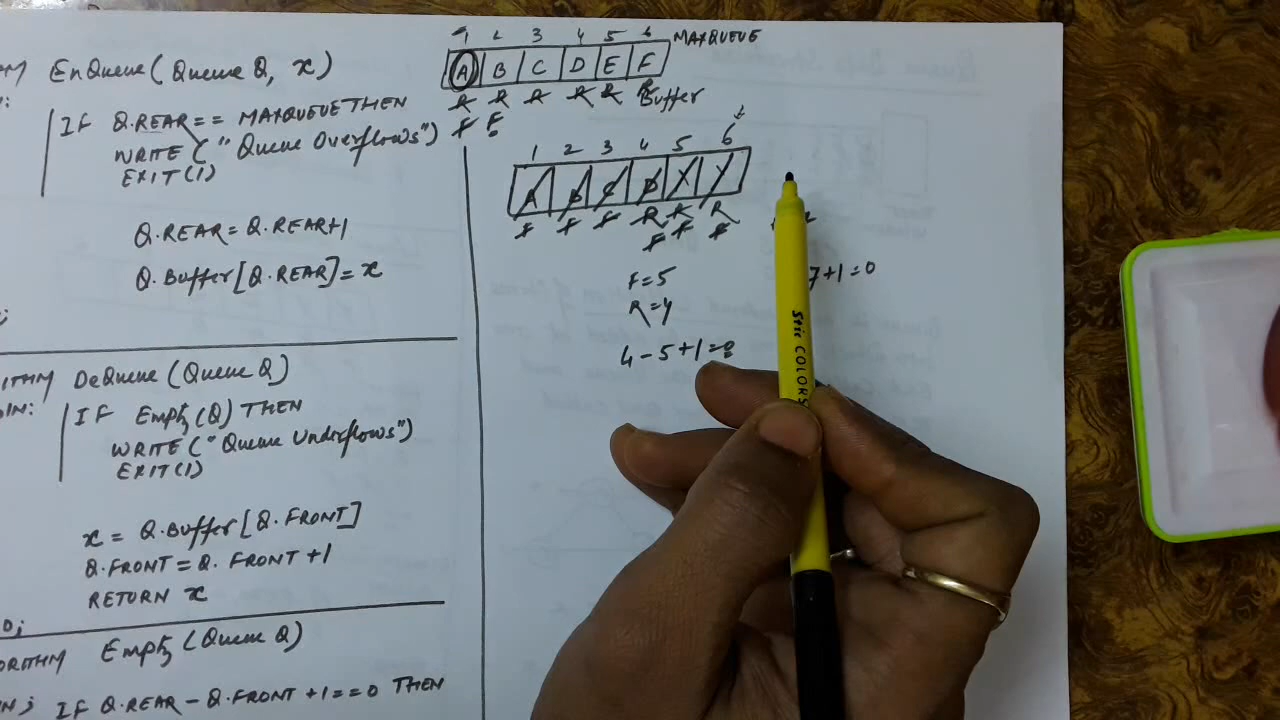 EnQueue (Queue Q, x)
IF Q.REAR == MAXQUEUE THEN
WRITE ("Queue Overflows")
EXIT(1)
Q.REAR = Q.REAR+1
Q.Buffer[Q.REAR] = x
DeQueue (Queue Q)
IF Empty (Q) THEN
WRITE ("Queue Underflows")
EXIT(1)
x = Q.Buffer[Q.FRONT]
Q.FRONT = Q.FRONT +1
RETURN x
Empty (Queue Q)
IF Q.REAR - Q.FRONT +1 == 0 THEN
1 2 3 4 5 6 MAXQUEUE
A B C D E F
R R R R R R Buffer
F F
1 2 3 4 5 6
A B C D X Y
F F F R R R
F F F
F=5
R=4
7+1=0
4-5+1=0
Stic COLORS